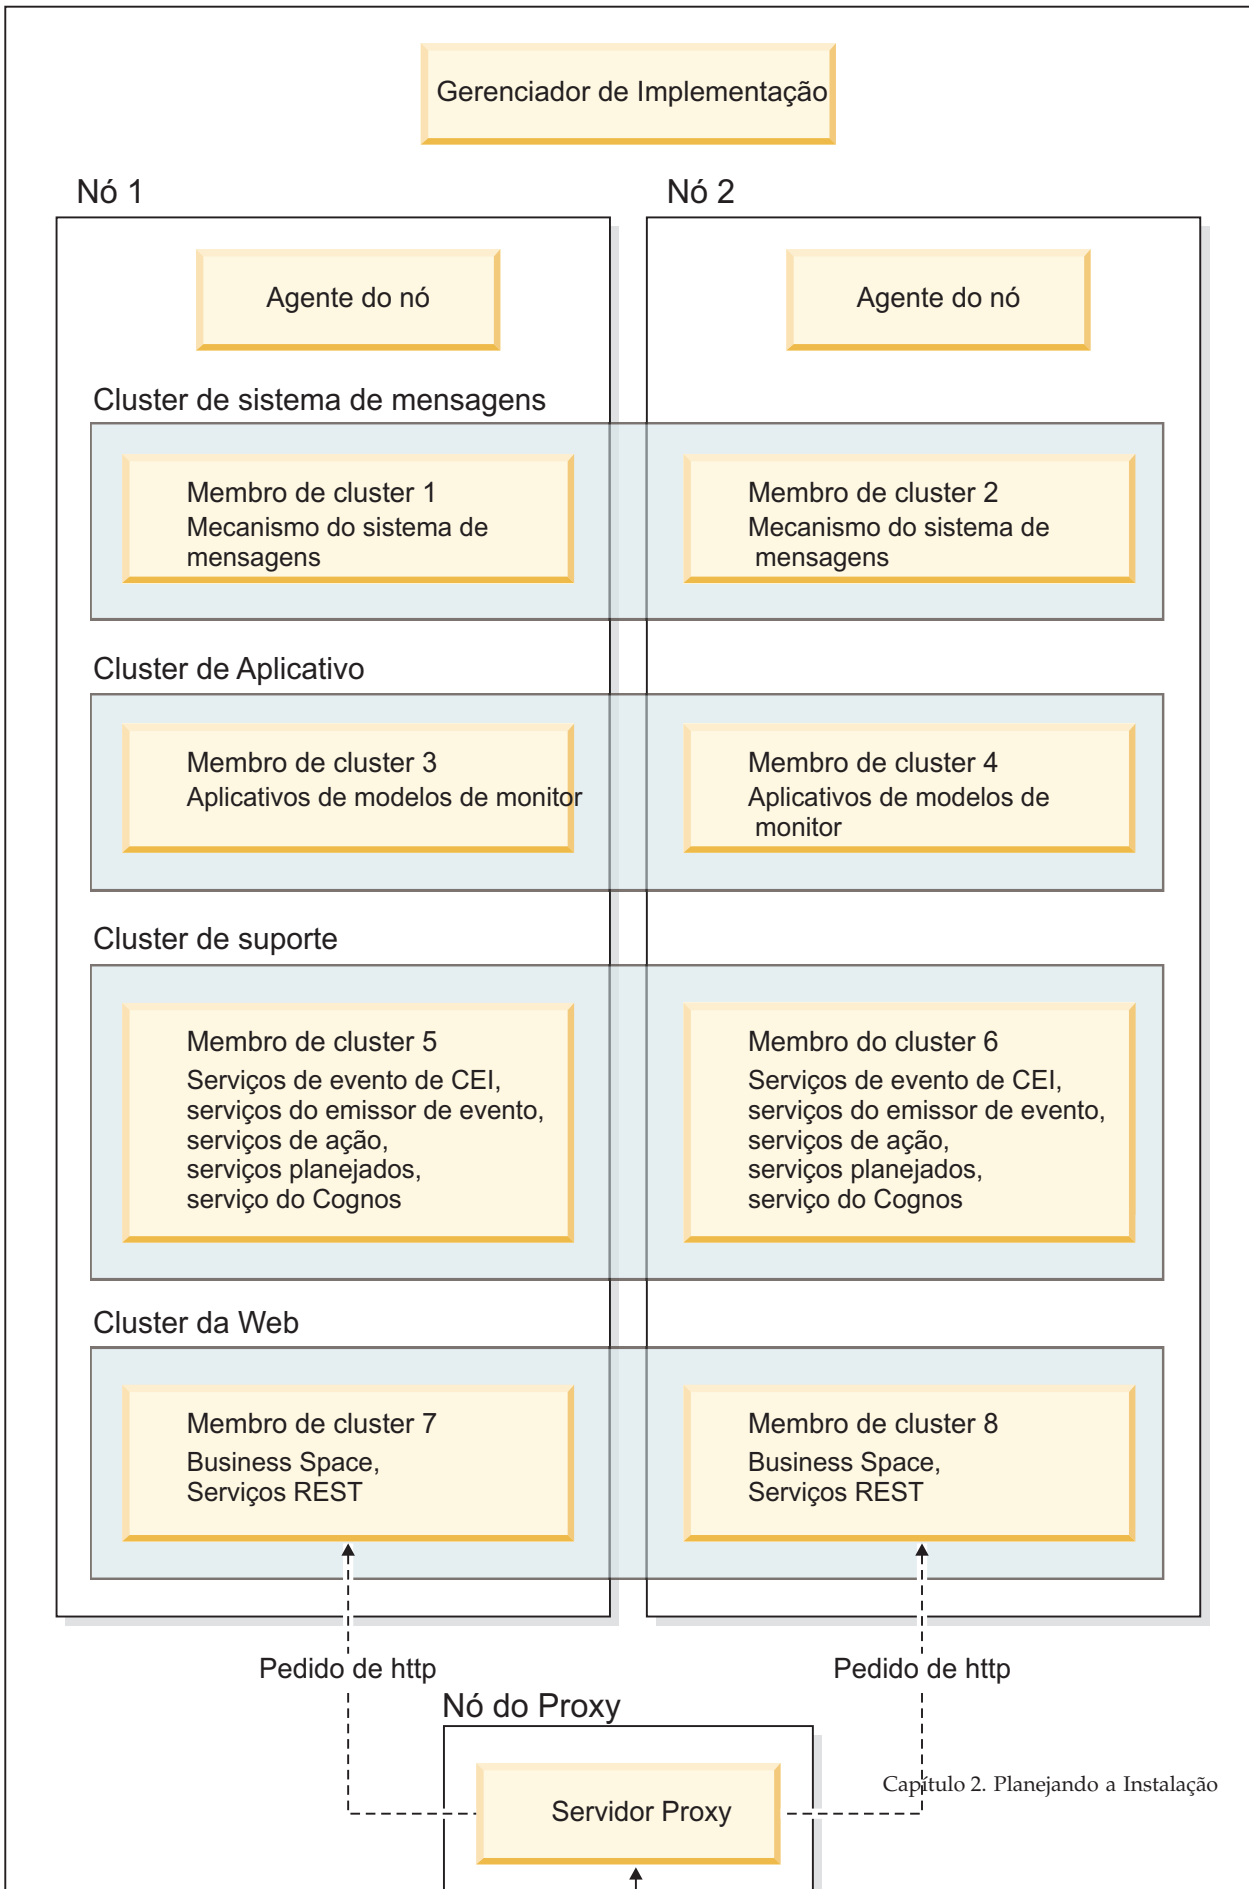 Gerenciador de Implementação
Nó 1
Nó 2
Agente do nó
Agente do nó
Cluster de sistema de mensagens
Membro de cluster 1
Mecanismo do sistema de
mensagens
Membro de cluster 2
Mecanismo do sistema de
mensagens
Cluster de Aplicativo
Membro de cluster 3
Aplicativos de modelos de monitor
Membro de cluster 4
Aplicativos de modelos de
monitor
Cluster de suporte
Membro de cluster 5
Serviços de evento de CEI,
serviços do emissor de evento,
serviços de ação,
serviços planejados,
serviço do Cognos
Membro do cluster 6
Serviços de evento de CEI,
serviços do emissor de evento,
serviços de ação,
serviços planejados,
serviço do Cognos
Cluster da Web
Membro de cluster 7
Business Space,
Serviços REST
Membro de cluster 8
Business Space,
Serviços REST
Pedido de http
Pedido de http
Nó do Proxy
Servidor Proxy
Capítulo 2. Planejando a Instalação